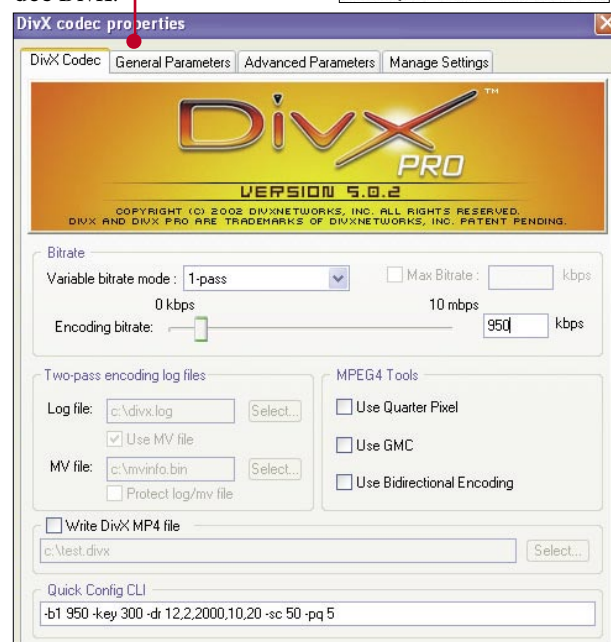 DivX codec properties
DivX Codec
General Parameters
Advanced Parameters
Manage Settings
DivX™
PRO
VERSION 5.0.2
COPYRIGHT (C) 2002 DIVXNETWORKS, INC. ALL RIGHTS RESERVED.
DIVX AND DIVX PRO ARE TRADEMARKS OF DIVXNETWORKS, INC. PATENT PENDING.
Bitrate
Variable bitrate mode : 1-pass
Max Bitrate : kbps
0 kbps 10 mbps
Encoding bitrate: 950 kbps
Two-pass encoding log files
Log file: c:\divx.log Select...
Use MV file
MV file: c:\mvinfo.bin Select...
Protect log/mv file
MPEG4 Tools
Use Quarter Pixel
Use GMC
Use Bidirectional Encoding
Write DivX MP4 file
c:\test.divx Select...
Quick Config CLI
-b1 950 -key 300 -dr 12,2,2000,10,20 -sc 50 -pq 5